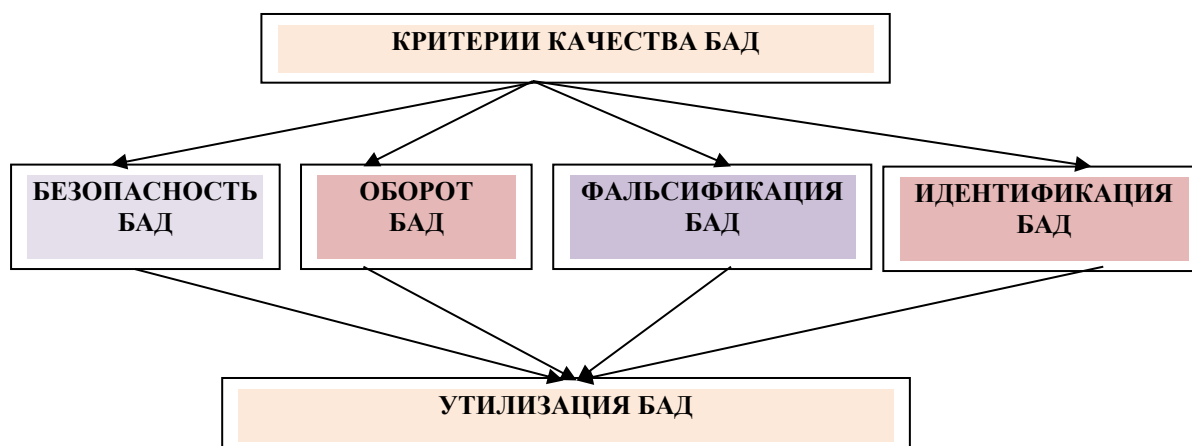 КРИТЕРИИ КАЧЕСТВА БАД
БЕЗОПАСНОСТЬ
БАД
ОБОРОТ
БАД
ФАЛЬСИФИКАЦИЯ
БАД
ИДЕНТИФИКАЦИЯ
БАД
УТИЛИЗАЦИЯ БАД